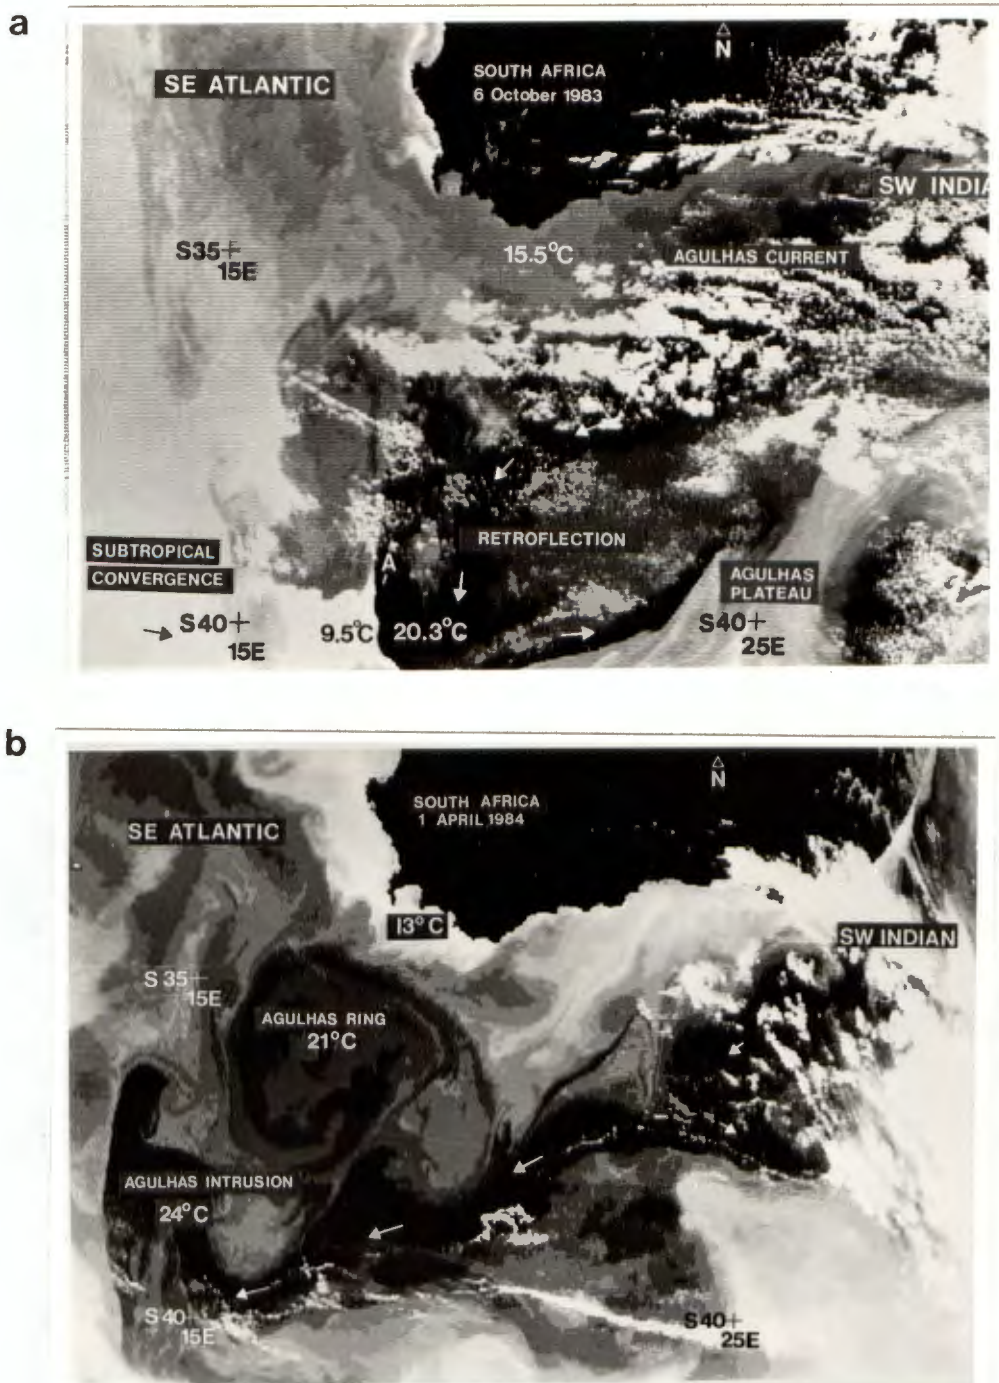 a
N
SE ATLANTIC
SOUTH AFRICA
6 October 1983
SW INDIA
S35+
15E
15.5°C
AGULHAS CURRENT
RETROFLECTION
SUBTROPICAL
CONVERGENCE
A
AGULHAS
PLATEAU
S40+
15E
9.5°C
20.3°C
S40+
25E
b
N
SOUTH AFRICA
1 APRIL 1984
SE ATLANTIC
13°C
SW INDIAN
S35+
15E
AGULHAS RING
21°C
AGULHAS INTRUSION
24°C
S40+
15E
S40+
25E